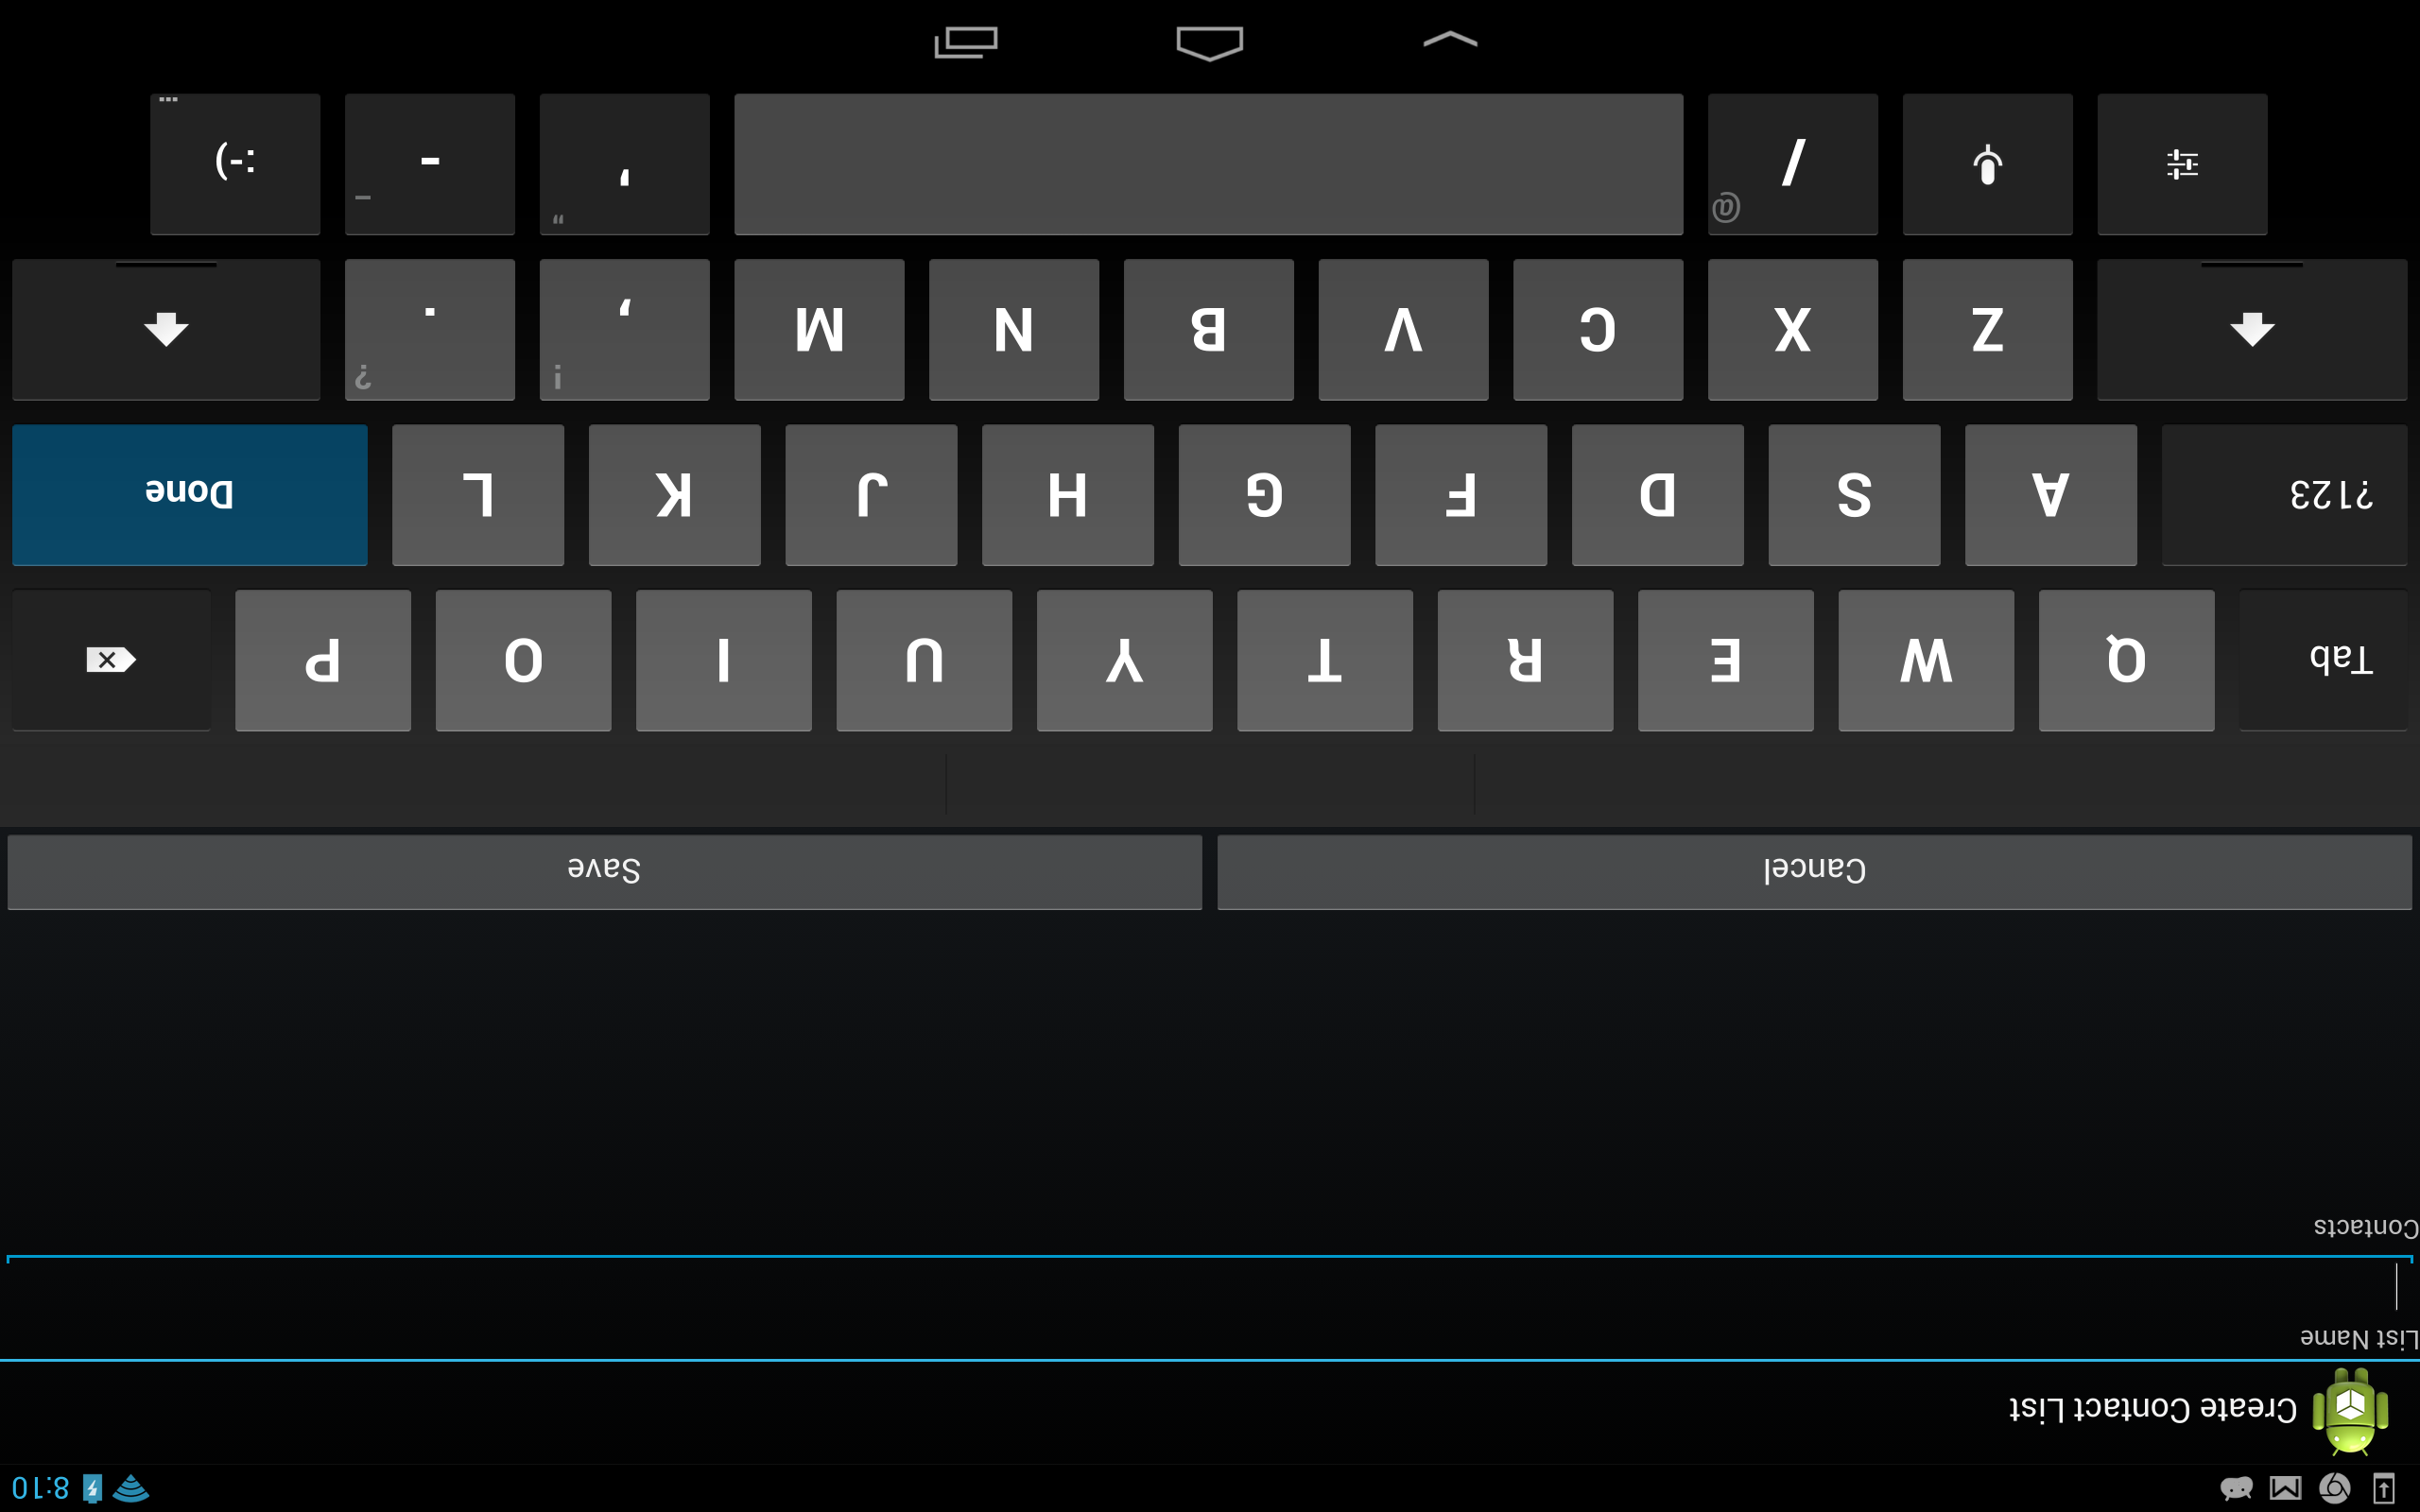 8:10
Create Contact List
List Name
Contacts
Cancel Save
Tab Q W E R T Y U I O P
?123 A S D F G H J K L Done
Z X C V B N M , ! . ?
/ @ ' " - _ :-) ...